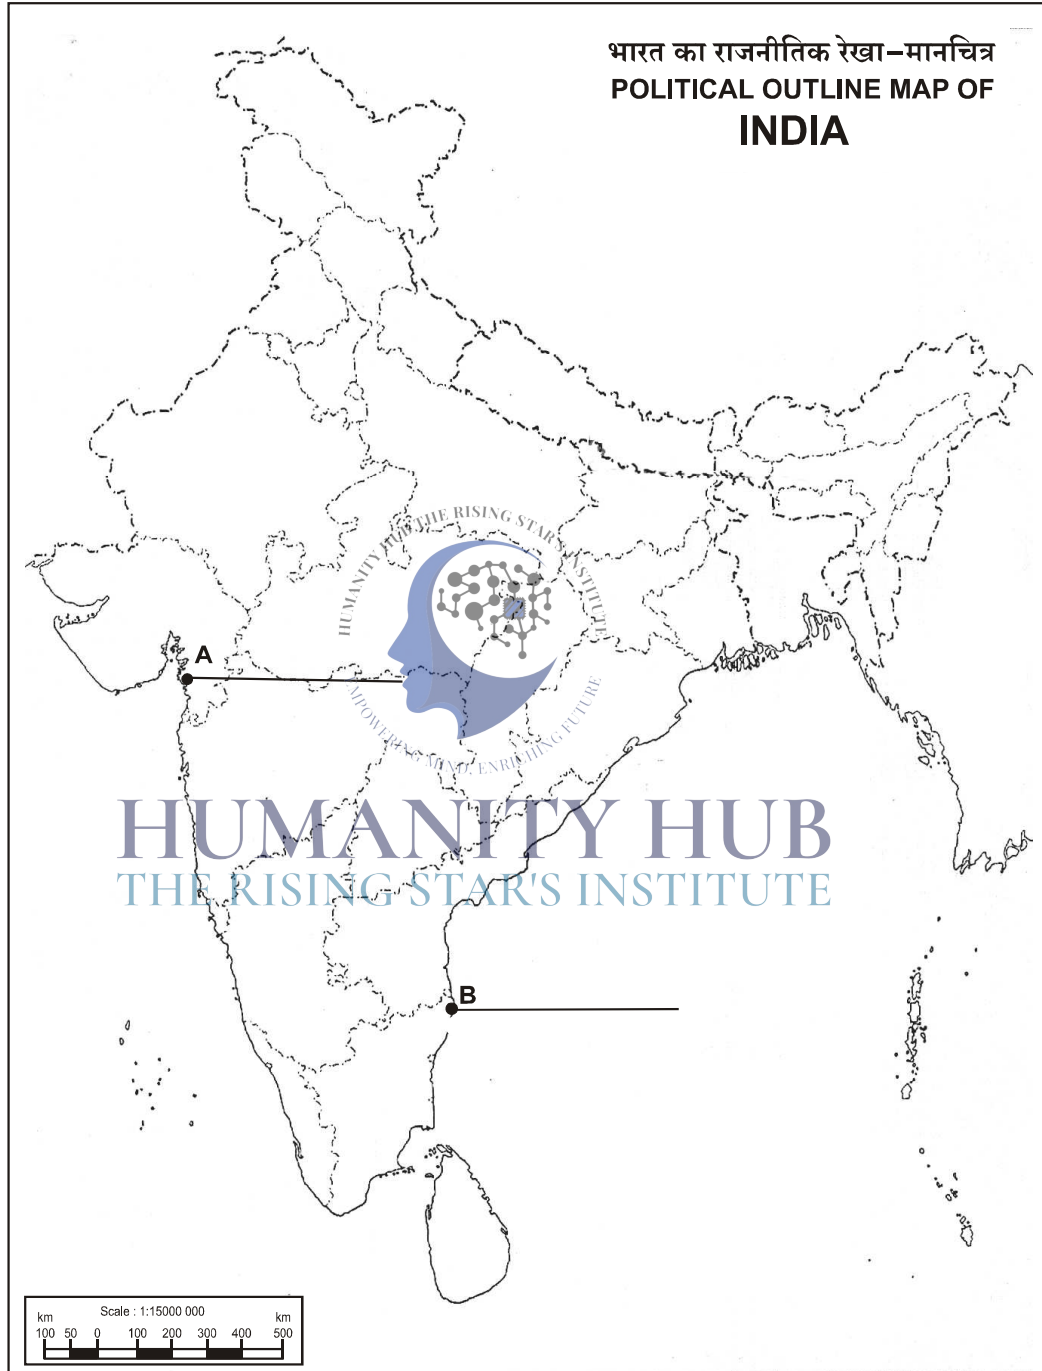 भारत का राजनीतिक रेखा–मानचित्र
POLITICAL OUTLINE MAP OF
INDIA
HUMANITY HUB THE RISING STAR'S INSTITUTE
A
EMPOWERING MIND, ENRICHING FUTURE
HUMANITY HUB
THE RISING STAR'S INSTITUTE
B
Scale : 1:15000 000
km km
100 50 0 100 200 300 400 500